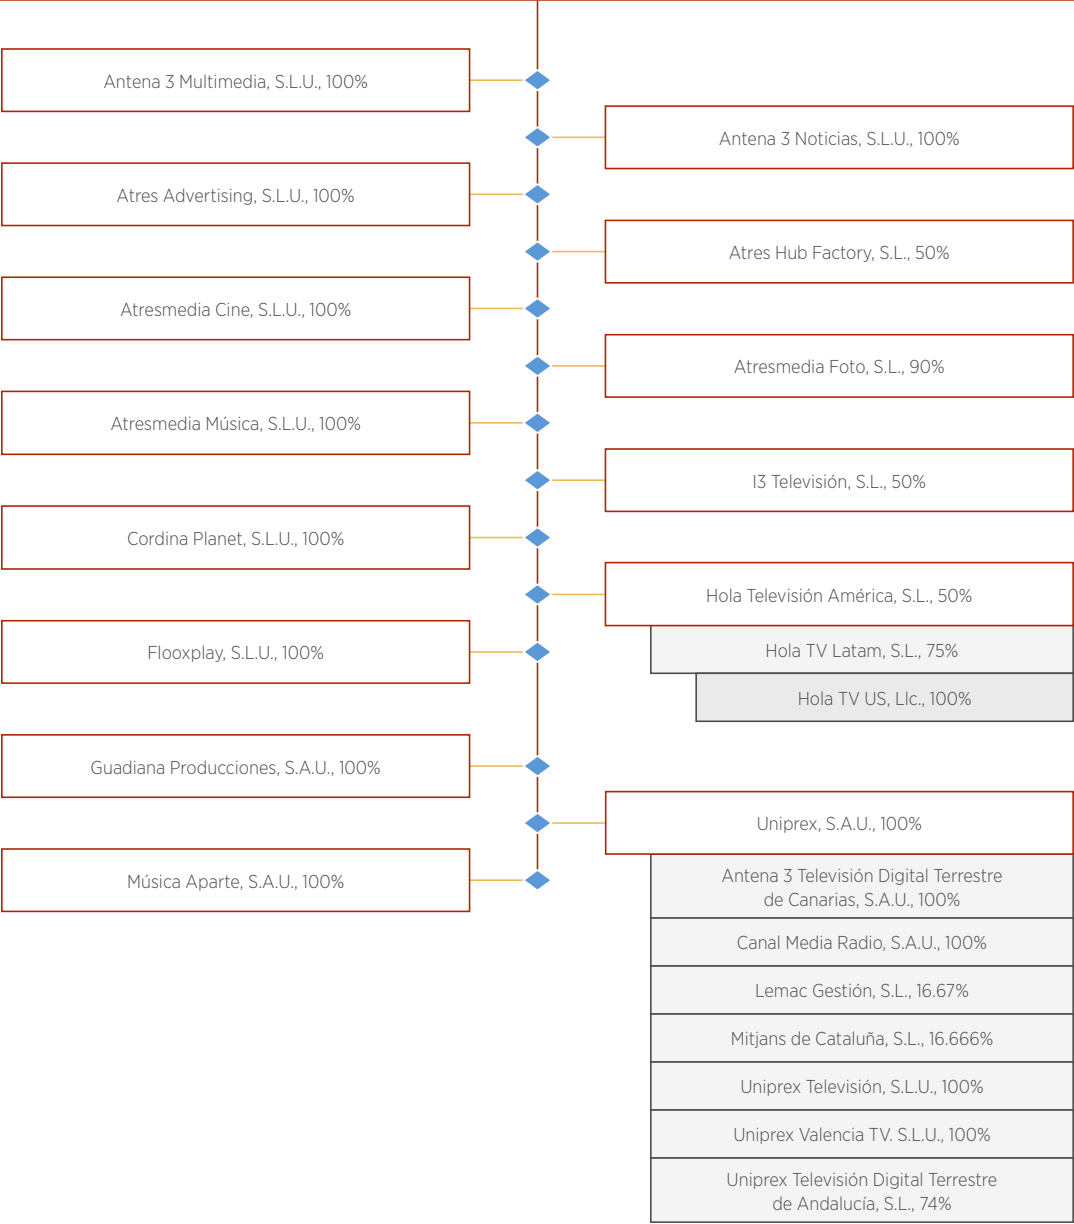 Antena 3 Multimedia, S.L.U., 100%
Antena 3 Noticias, S.L.U., 100%
Atres Advertising, S.L.U., 100%
Atres Hub Factory, S.L., 50%
Atresmedia Cine, S.L.U., 100%
Atresmedia Foto, S.L., 90%
Atresmedia Música, S.L.U., 100%
I3 Televisión, S.L., 50%
Cordina Planet, S.L.U., 100%
Hola Televisión América, S.L., 50%
Hola TV Latam, S.L., 75%
Hola TV US, Llc., 100%
Flooxplay, S.L.U., 100%
Guadiana Producciones, S.A.U., 100%
Uniprex, S.A.U., 100%
Antena 3 Televisión Digital Terrestre
de Canarias, S.A.U., 100%
Canal Media Radio, S.A.U., 100%
Lemac Gestión, S.L., 16.67%
Mitjans de Cataluña, S.L., 16.666%
Uniprex Televisión, S.L.U., 100%
Uniprex Valencia TV. S.L.U., 100%
Uniprex Televisión Digital Terrestre
de Andalucía, S.L., 74%
Música Aparte, S.A.U., 100%